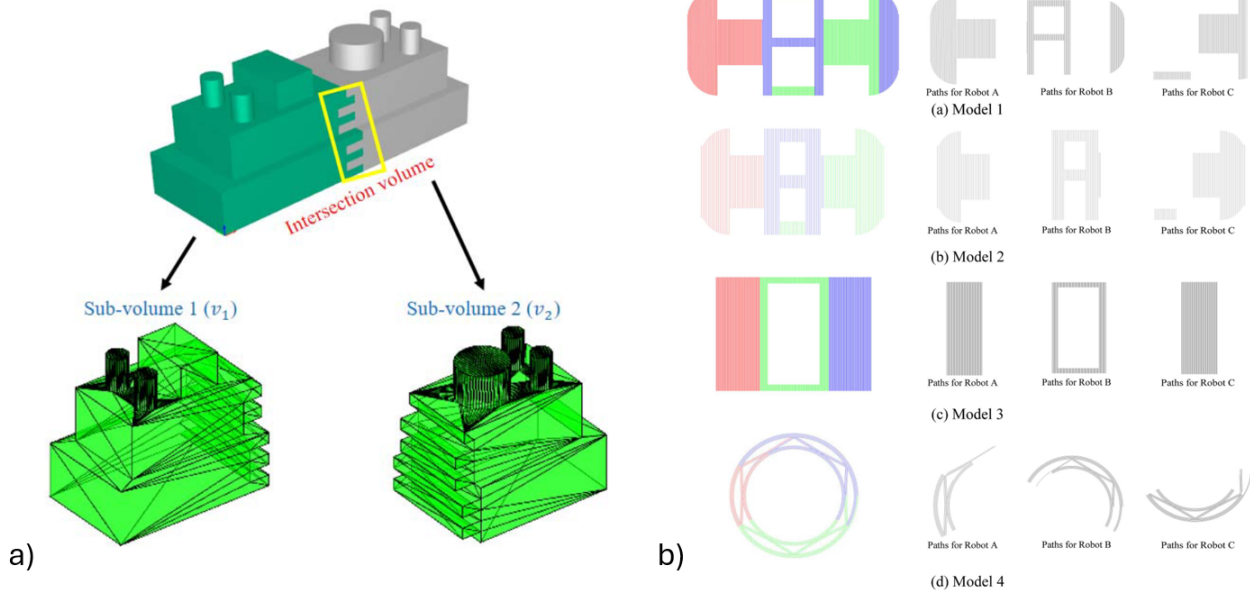 Intersection volume
Sub-volume 1 (v₁)
Sub-volume 2 (v₂)
a)
Paths for Robot A
Paths for Robot B
Paths for Robot C
(a) Model 1
Paths for Robot A
Paths for Robot B
Paths for Robot C
(b) Model 2
Paths for Robot A
Paths for Robot B
Paths for Robot C
(c) Model 3
Paths for Robot A
Paths for Robot B
Paths for Robot C
(d) Model 4
b)